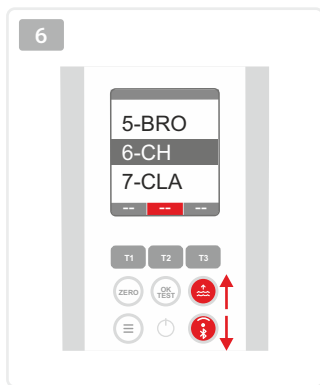 6
5-BRO
6-CH
7-CLA
-- -- --
T1 T2 T3
ZERO OK TEST